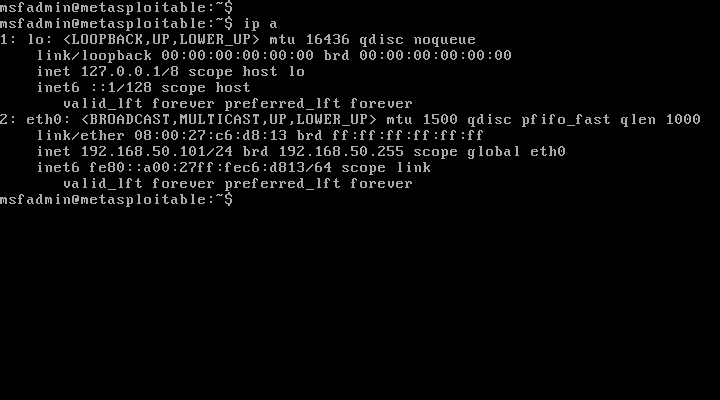 msfadmin@metasploitable:~$
msfadmin@metasploitable:~$ ip a
1: lo: <LOOPBACK,UP,LOWER_UP> mtu 16436 qdisc noqueue
    link/loopback 00:00:00:00:00:00 brd 00:00:00:00:00:00
    inet 127.0.0.1/8 scope host lo
    inet6 ::1/128 scope host
       valid_lft forever preferred_lft forever
2: eth0: <BROADCAST,MULTICAST,UP,LOWER_UP> mtu 1500 qdisc pfifo_fast qlen 1000
    link/ether 08:00:27:c6:d8:13 brd ff:ff:ff:ff:ff:ff
    inet 192.168.50.101/24 brd 192.168.50.255 scope global eth0
    inet6 fe80::a00:27ff:fec6:d813/64 scope link
       valid_lft forever preferred_lft forever
msfadmin@metasploitable:~$